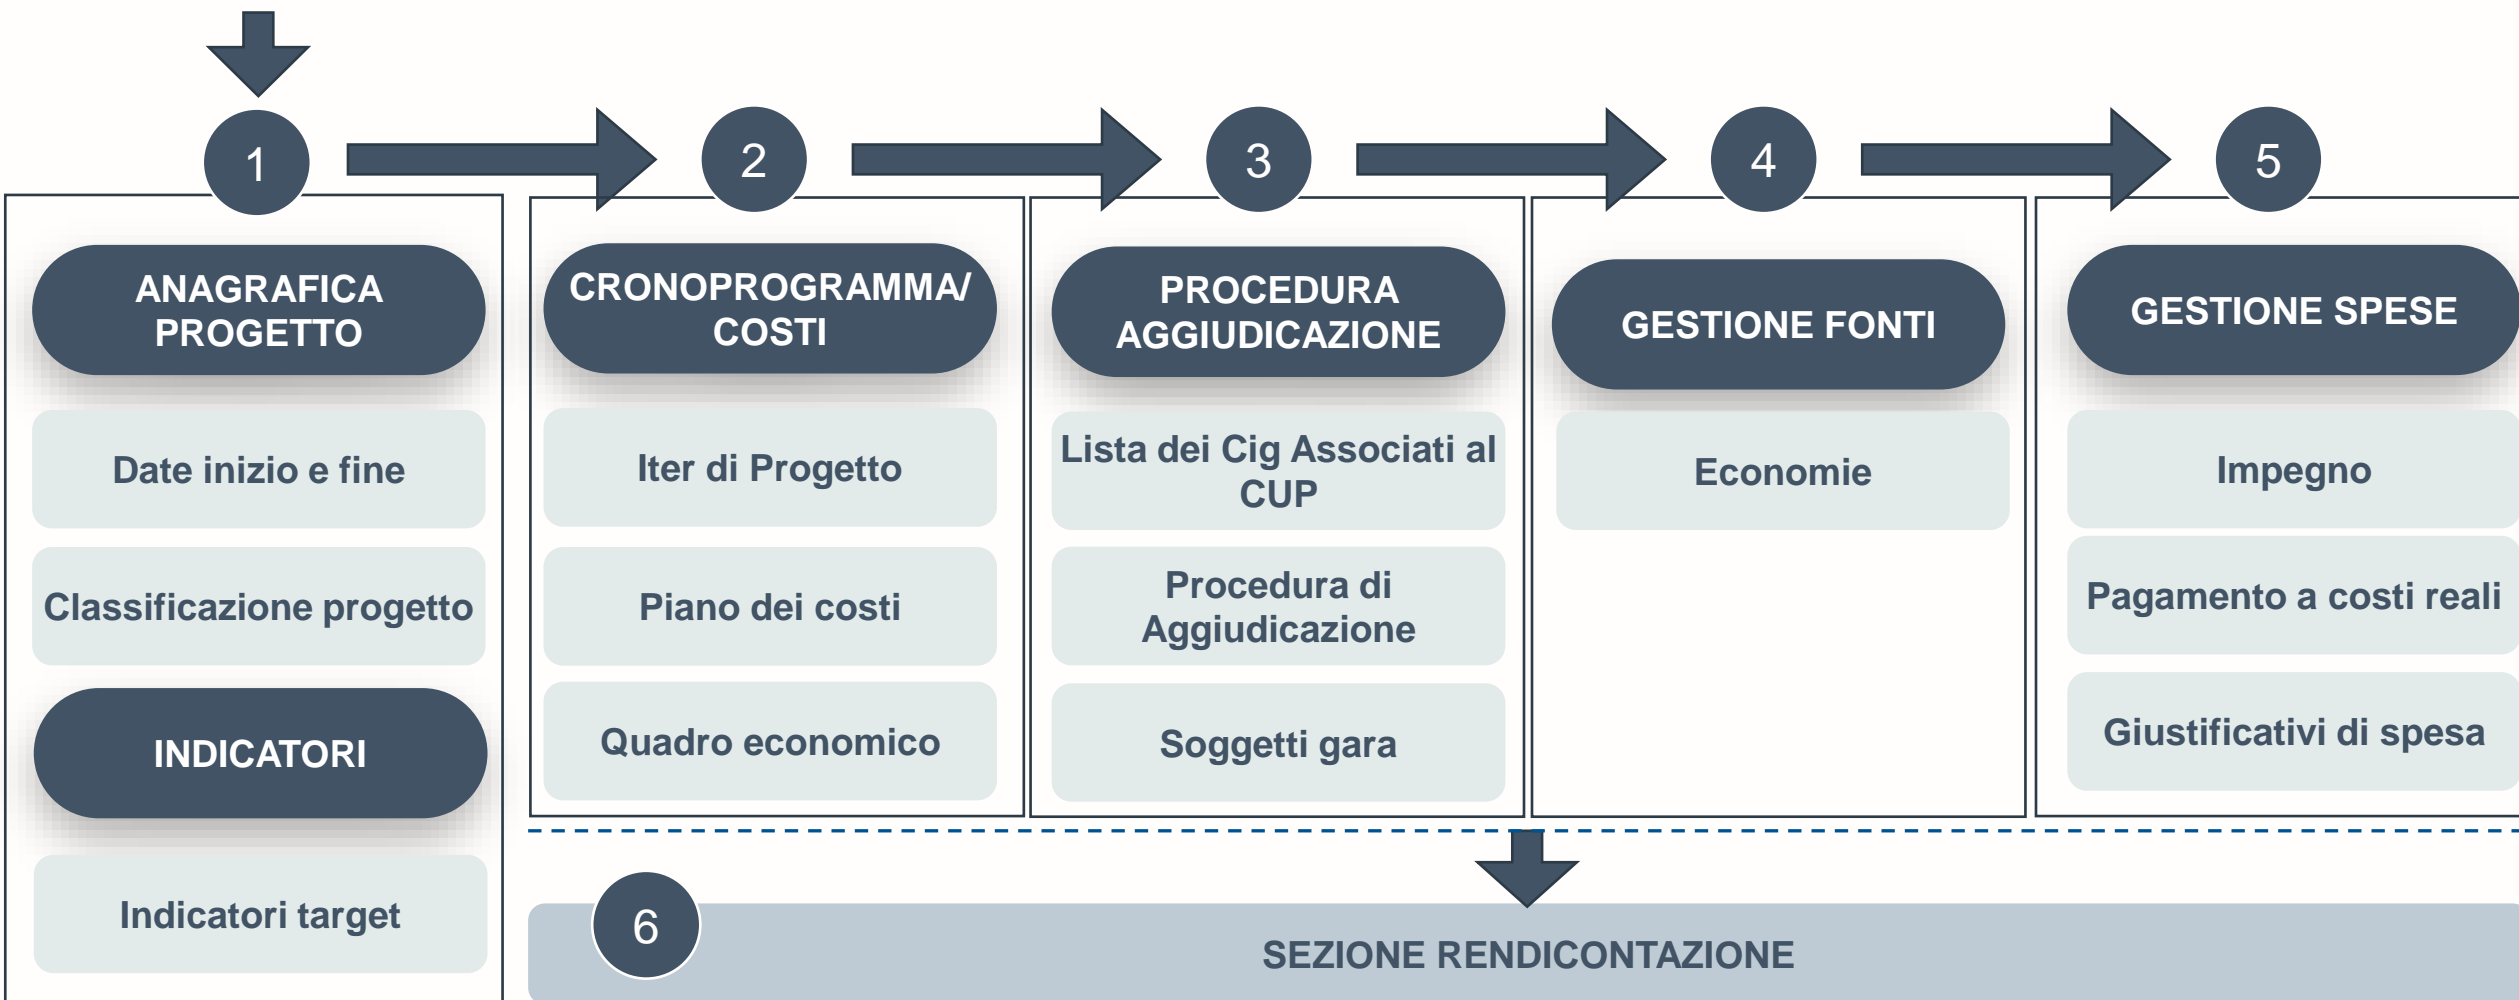 1
2
3
4
5
ANAGRAFICA
PROGETTO
Date inizio e fine
Classificazione progetto
INDICATORI
Indicatori target
CRONOPROGRAMMA/
COSTI
Iter di Progetto
Piano dei costi
Quadro economico
PROCEDURA
AGGIUDICAZIONE
Lista dei Cig Associati al
CUP
Procedura di
Aggiudicazione
Soggetti gara
GESTIONE FONTI
Economie
GESTIONE SPESE
Impegno
Pagamento a costi reali
Giustificativi di spesa
6
SEZIONE RENDICONTAZIONE